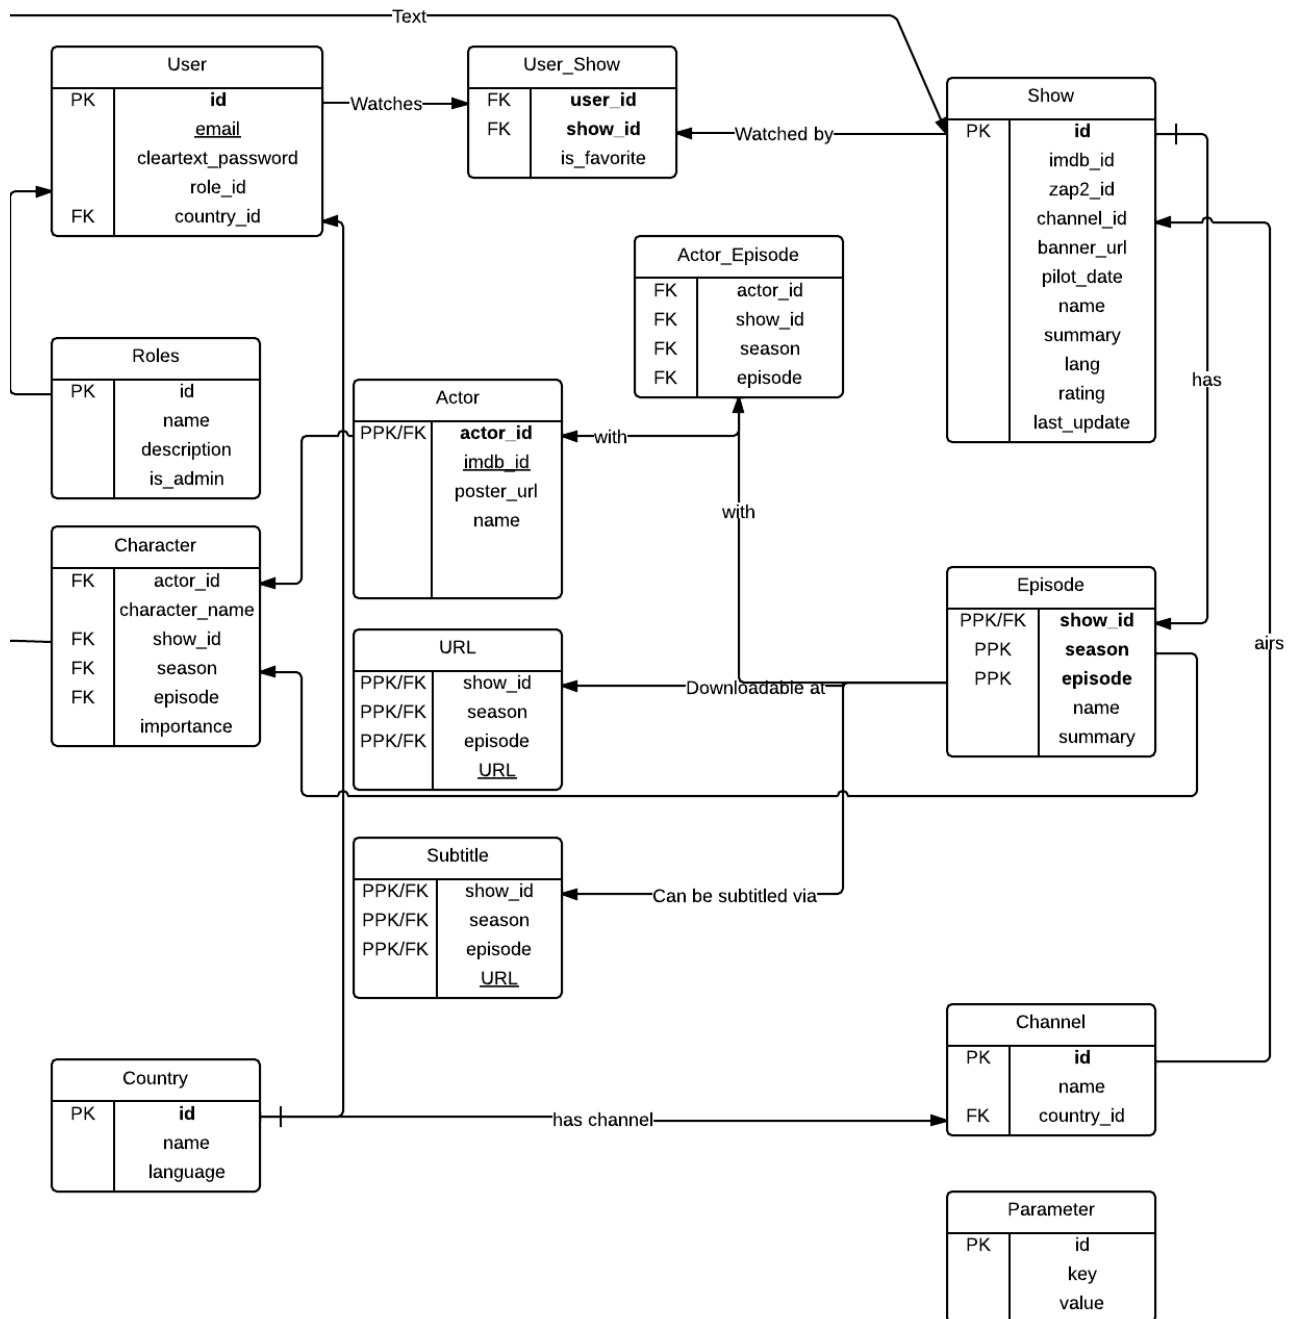 Text
User
PK id
email
cleartext_password
role_id
FK country_id
Watches
User_Show
FK user_id
FK show_id
is_favorite
Watched by
Show
PK id
imdb_id
zap2_id
channel_id
banner_url
pilot_date
name
summary
lang
rating
last_update
has
airs
Actor_Episode
FK actor_id
FK show_id
FK season
FK episode
Roles
PK id
name
description
is_admin
Actor
PPK/FK actor_id
imdb_id
poster_url
name
with
with
Character
FK actor_id
character_name
FK show_id
FK season
FK episode
importance
URL
PPK/FK show_id
PPK/FK season
PPK/FK episode
URL
Downloadable at
Episode
PPK/FK show_id
PPK season
PPK episode
name
summary
Subtitle
PPK/FK show_id
PPK/FK season
PPK/FK episode
URL
Can be subtitled via
Country
PK id
name
language
has channel
Channel
PK id
name
FK country_id
Parameter
PK id
key
value